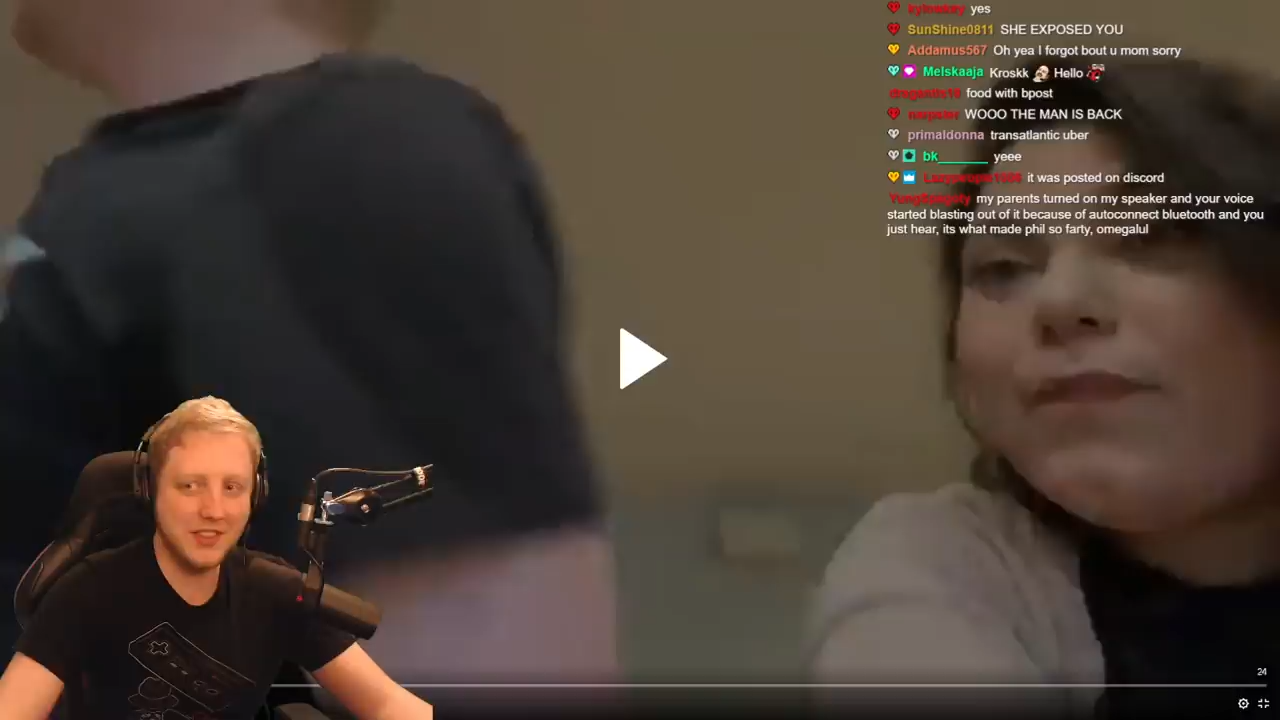 yes
SunShine0811 SHE EXPOSED YOU
Addamus567 Oh yea I forgot bout u mom sorry
Melskaaja Kroskk Hello
food with bpost
WOOO THE MAN IS BACK
primaldonna transatlantic uber
bk_______ yeee
it was posted on discord
my parents turned on my speaker and your voice
started blasting out of it because of autoconnect bluetooth and you
just hear, its what made phil so farty, omegalul
24